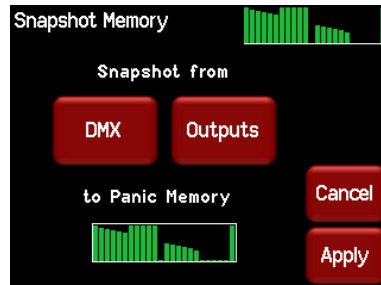 Snapshot Memory
Snapshot from
DMX
Outputs
to Panic Memory
Cancel
Apply